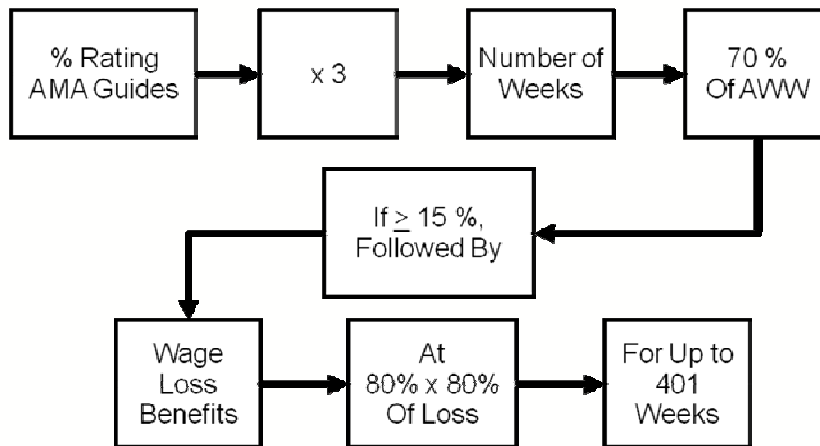 % Rating
AMA Guides
x 3
Number of
Weeks
70 %
Of AWW
If ≥ 15 %,
Followed By
Wage
Loss
Benefits
At
80% x 80%
Of Loss
For Up to
401
Weeks